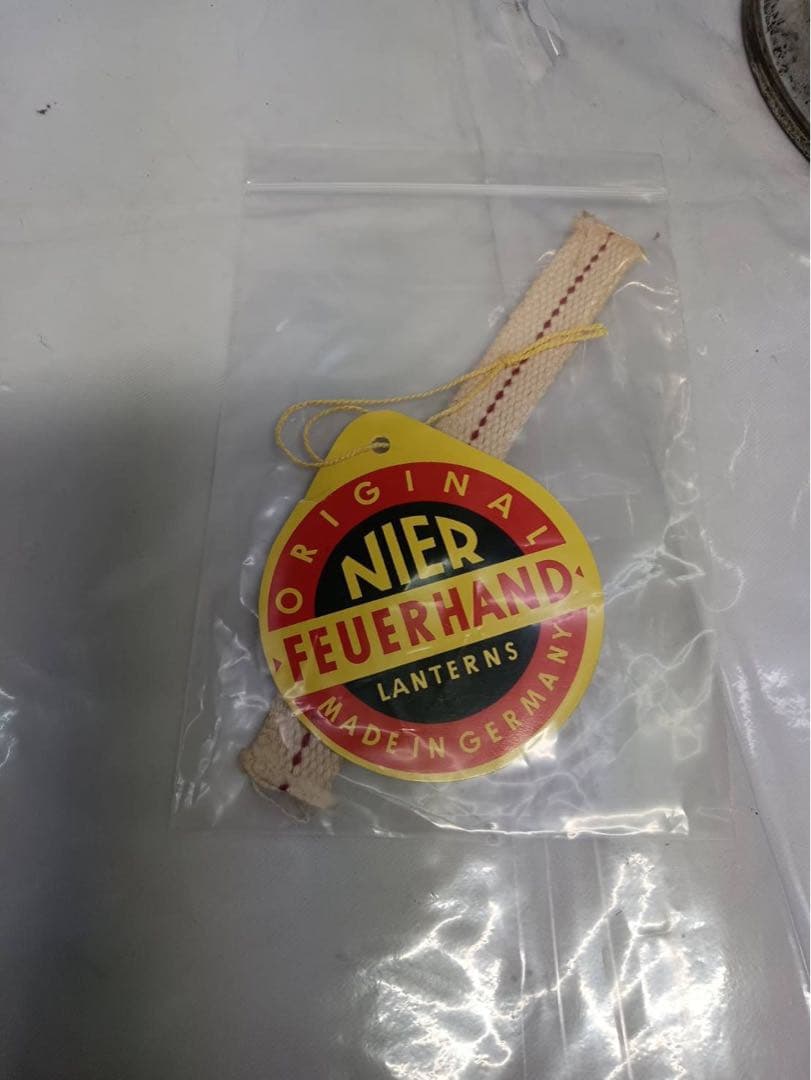 ORIGINAL
NIER
FEUERHAND
LANTERNS
MADE IN GERMANY